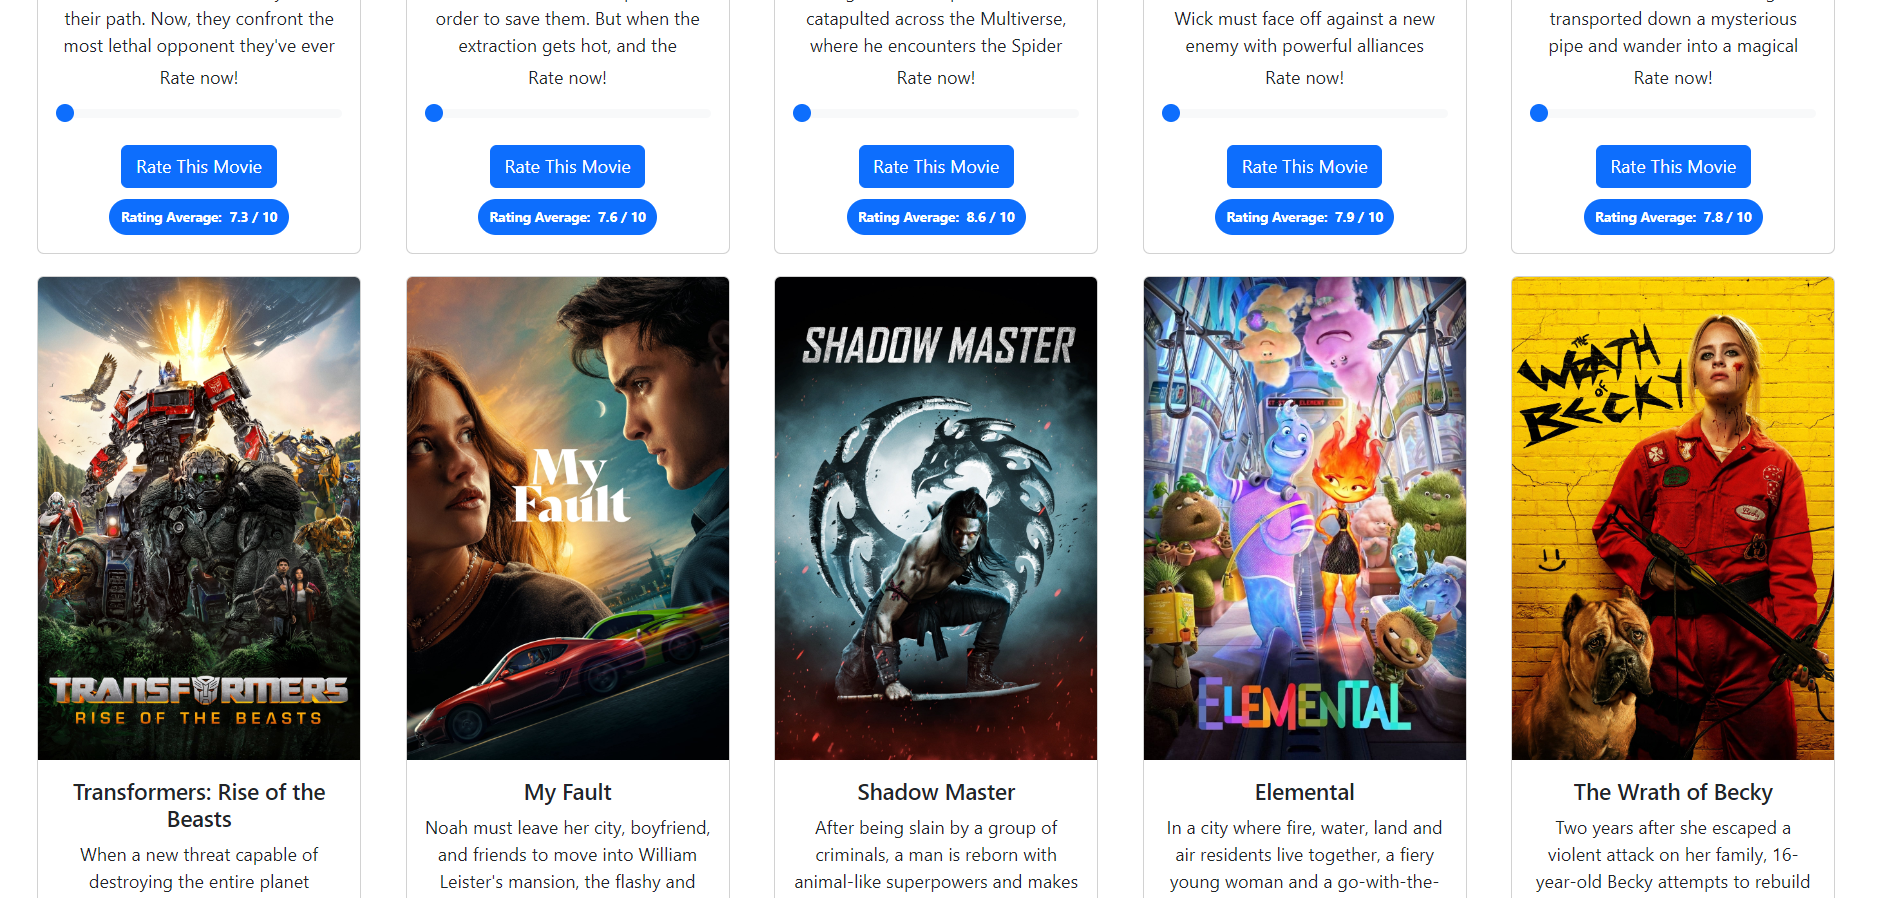 their path. Now, they confront the
most lethal opponent they've ever
Rate now!
Rate This Movie
Rating Average: 7.3 / 10
order to save them. But when the
extraction gets hot, and the
Rate now!
Rate This Movie
Rating Average: 7.6 / 10
catapulted across the Multiverse,
where he encounters the Spider
Rate now!
Rate This Movie
Rating Average: 8.6 / 10
Wick must face off against a new
enemy with powerful alliances
Rate now!
Rate This Movie
Rating Average: 7.9 / 10
transported down a mysterious
pipe and wander into a magical
Rate now!
Rate This Movie
Rating Average: 7.8 / 10
TRANSFORMERS
RISE OF THE BEASTS
Transformers: Rise of the
Beasts
When a new threat capable of
destroying the entire planet
My
Fault
My Fault
Noah must leave her city, boyfriend,
and friends to move into William
Leister's mansion, the flashy and
SHADOW MASTER
Shadow Master
After being slain by a group of
criminals, a man is reborn with
animal-like superpowers and makes
ELEMENTAL
Elemental
In a city where fire, water, land and
air residents live together, a fiery
young woman and a go-with-the-
THE
WRATH
OF
BECKY
Becky
The Wrath of Becky
Two years after she escaped a
violent attack on her family, 16-
year-old Becky attempts to rebuild